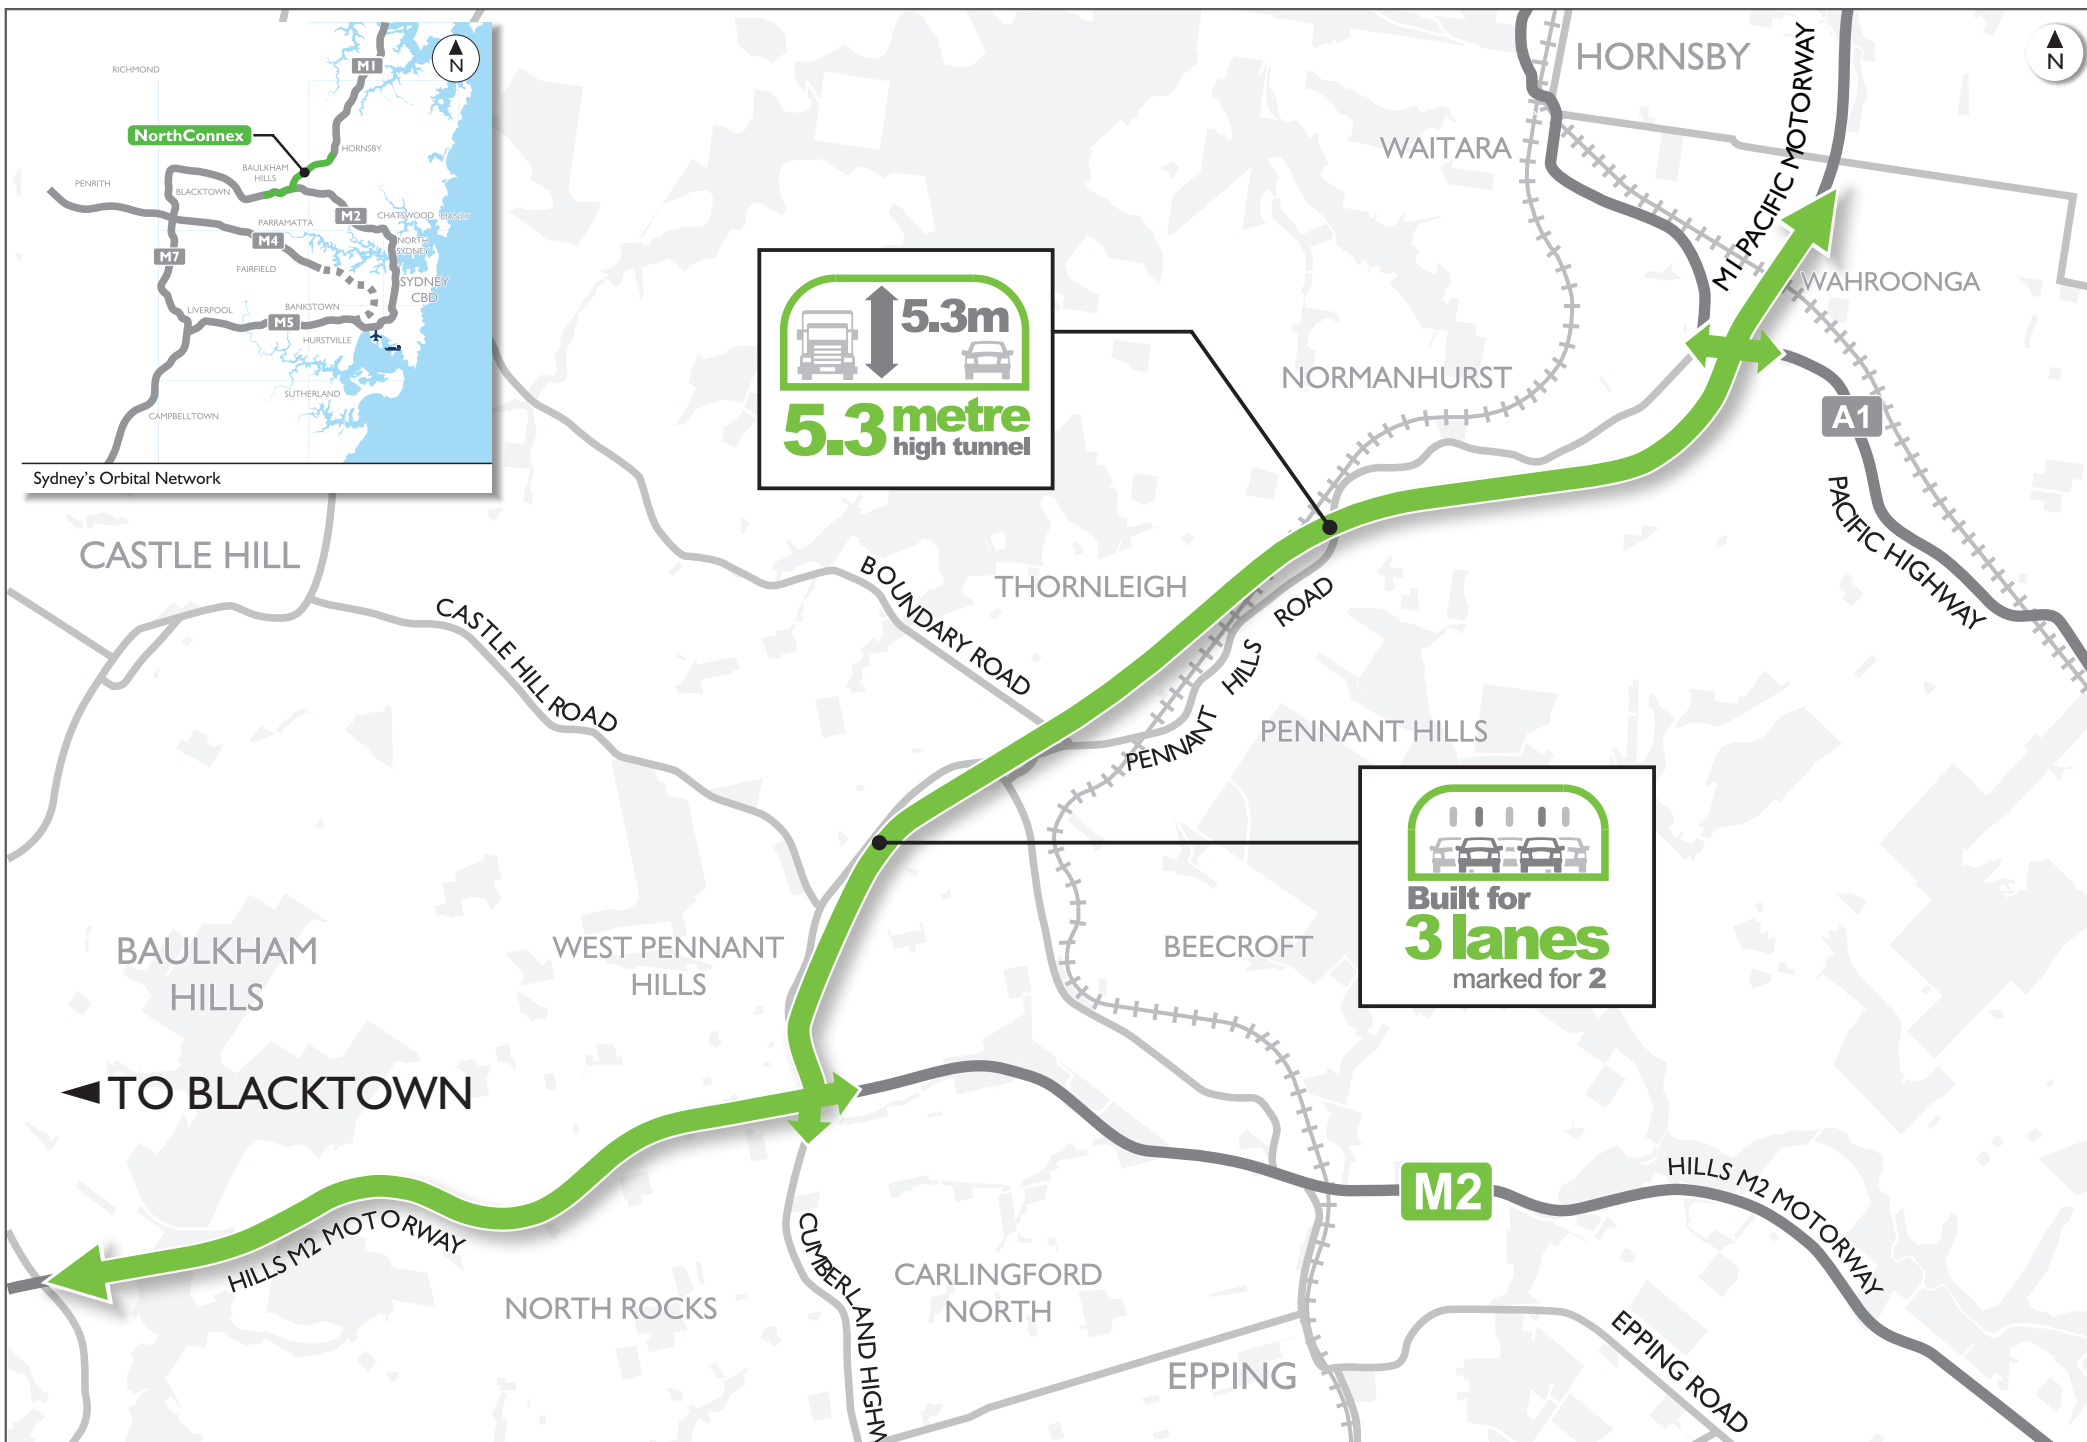 N
M1
RICHMOND
NorthConnex
HORNSBY
BAULKHAM
HILLS
PENRITH
BLACKTOWN
M2
CHATSWOOD
MANLY
PARRAMATTA
M4
NORTH
SYDNEY
M7
FAIRFIELD
SYDNEY
CBD
LIVERPOOL
BANKSTOWN
M5
HURSTVILLE
SUTHERLAND
CAMPBELLTOWN
Sydney's Orbital Network
N
HORNSBY
WAITARA
M1 PACIFIC MOTORWAY
WAHROONGA
5.3m
5.3 metre
high tunnel
NORMANHURST
A1
PACIFIC HIGHWAY
CASTLE HILL
CASTLE HILL ROAD
BOUNDARY ROAD
THORNLEIGH
PENNANT HILLS ROAD
PENNANT HILLS
Built for
3 lanes
marked for 2
BAULKHAM
HILLS
WEST PENNANT
HILLS
BEECROFT
TO BLACKTOWN
HILLS M2 MOTORWAY
M2
HILLS M2 MOTORWAY
CUMBERLAND HIGHW
NORTH ROCKS
CARLINGFORD
NORTH
EPPING
EPPING ROAD